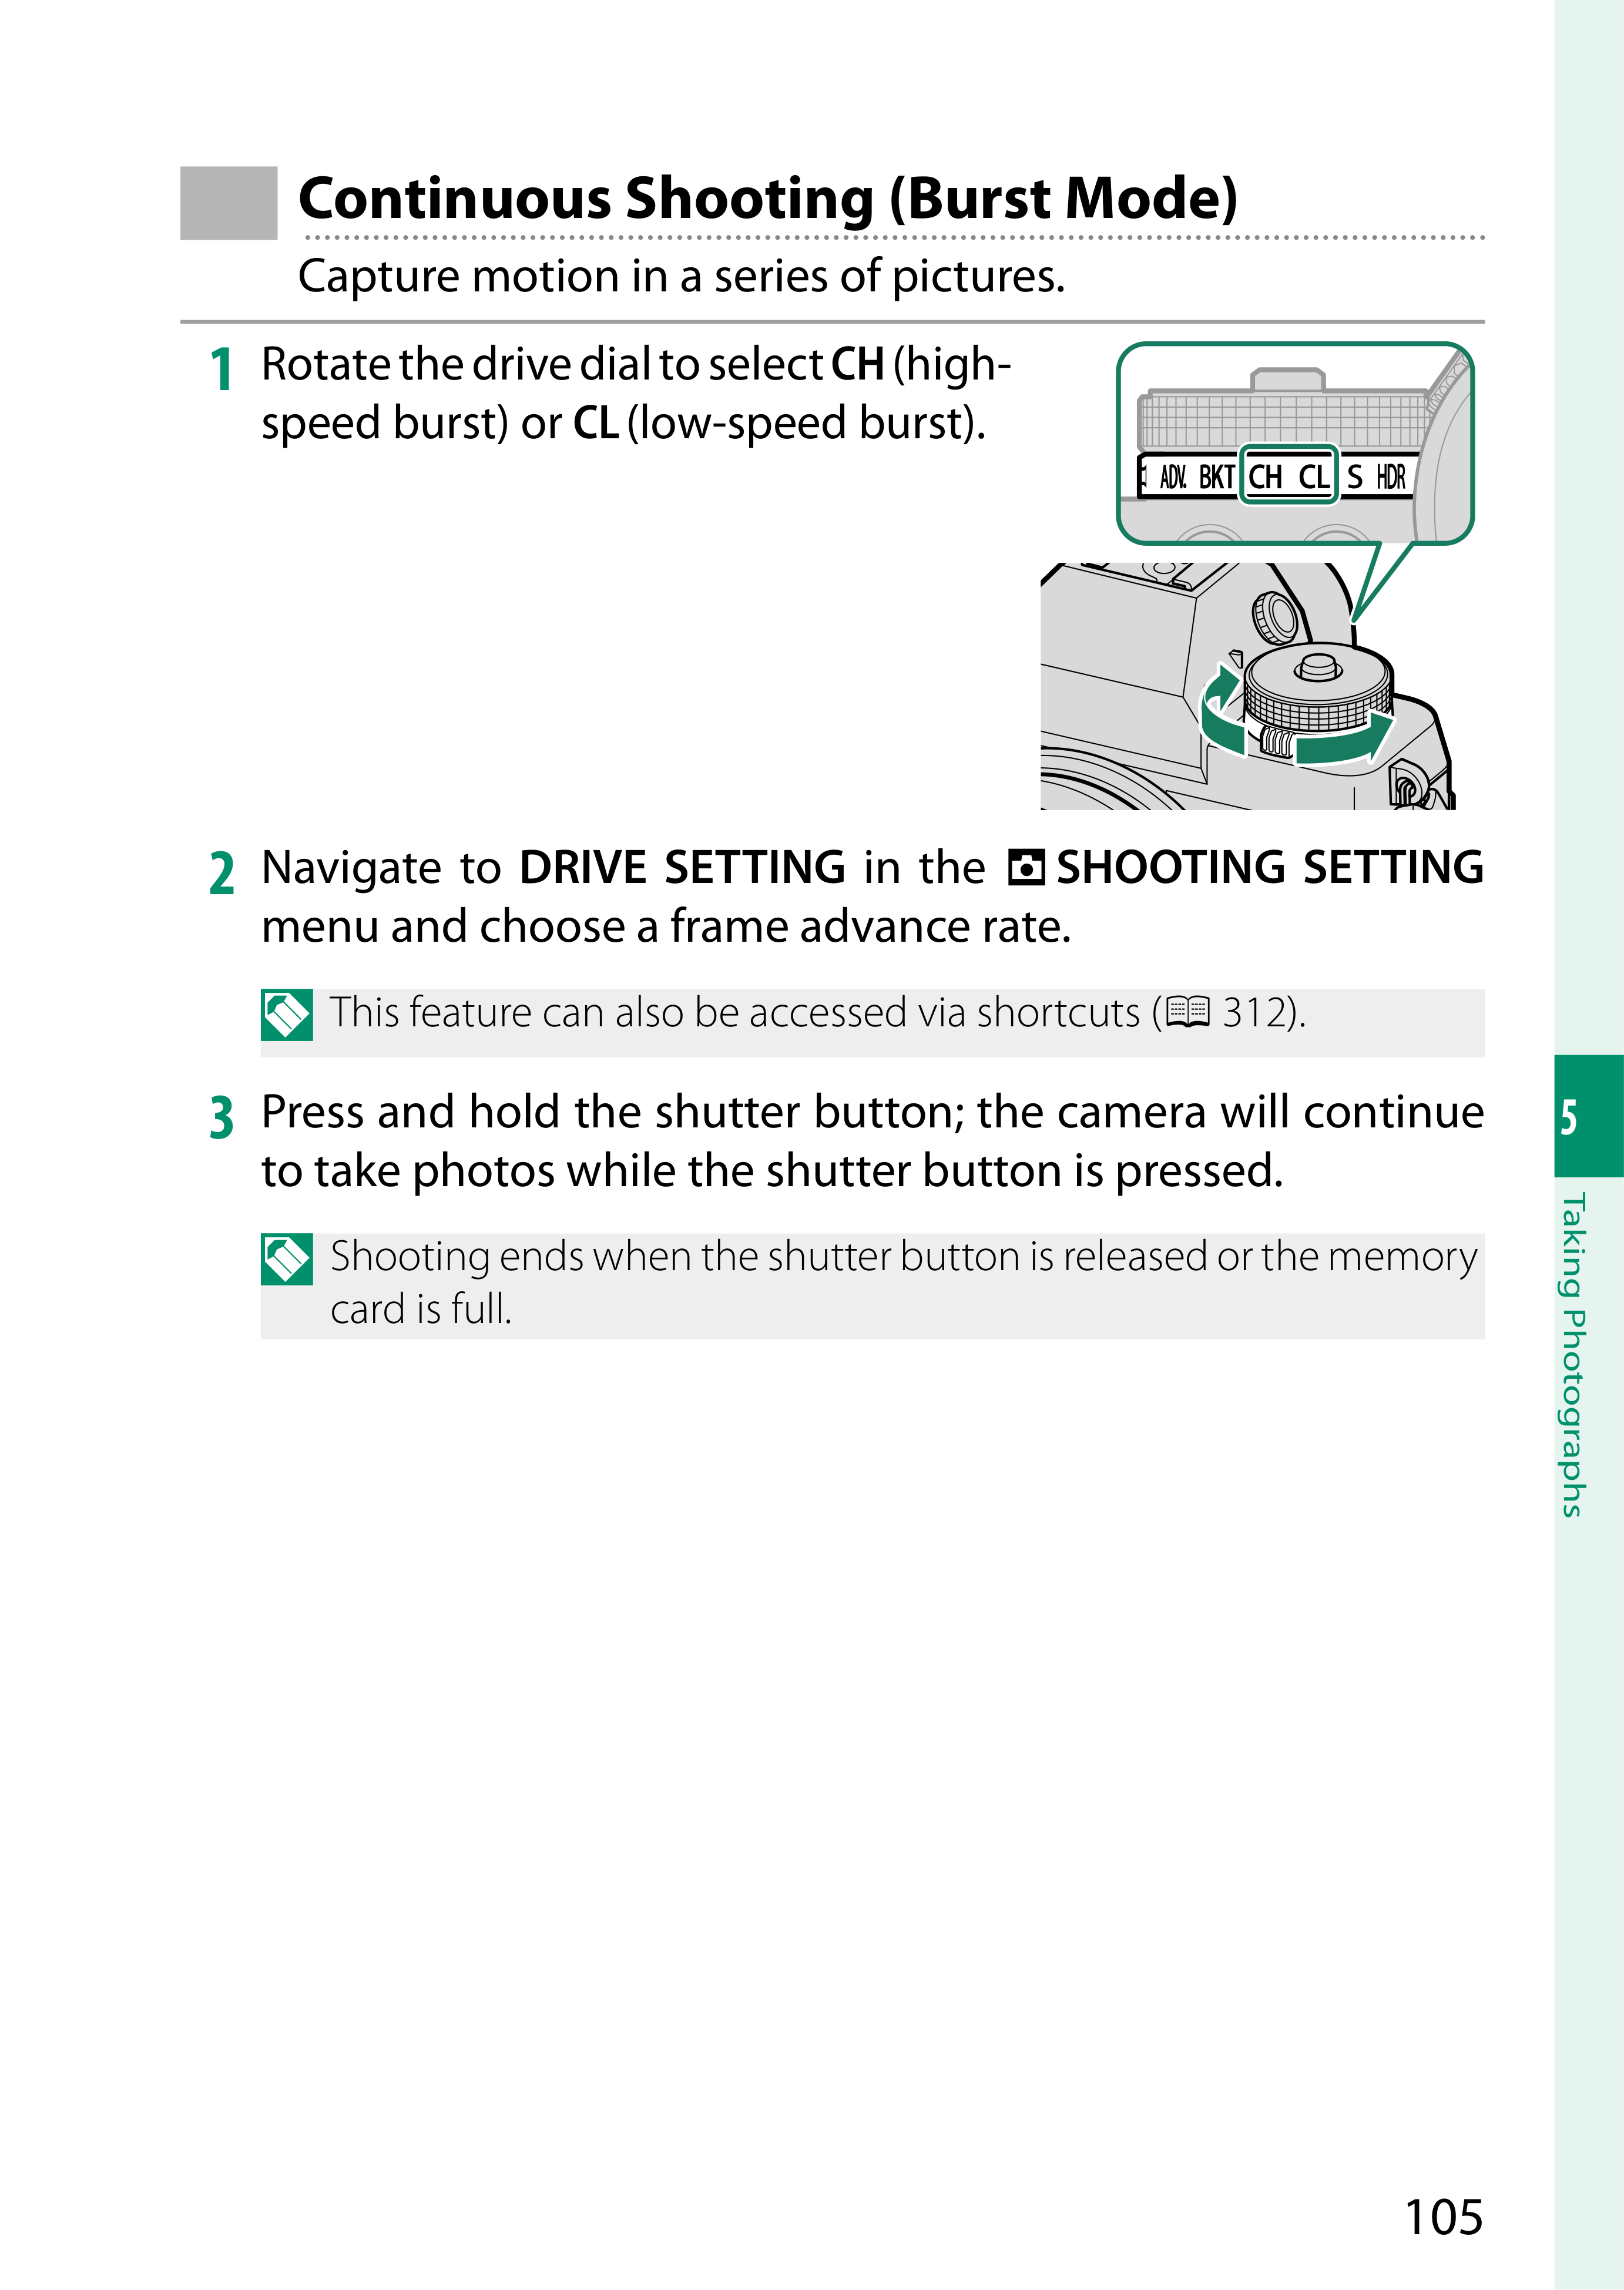 Continuous Shooting (Burst Mode)
Capture motion in a series of pictures.
1 Rotate the drive dial to select CH (high-
speed burst) or CL (low-speed burst).
ADV. BKT CH CL S HDR
2 Navigate to DRIVE SETTING in the SHOOTING SETTING
menu and choose a frame advance rate.
This feature can also be accessed via shortcuts ( 312).
3 Press and hold the shutter button; the camera will continue
to take photos while the shutter button is pressed.
Shooting ends when the shutter button is released or the memory
card is full.
5
Taking Photographs
105